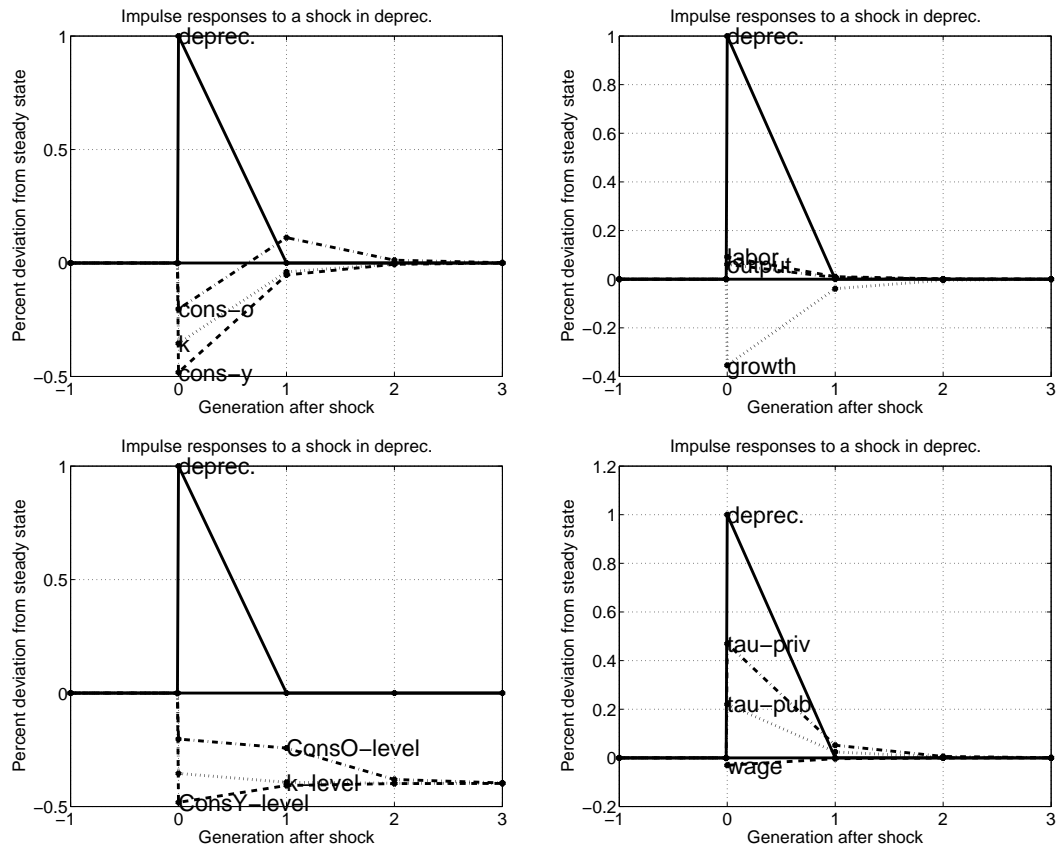 Impulse responses to a shock in deprec.
Percent deviation from steady state
1
0.5
0
−0.5
deprec.
cons−o
k
cons−y
−1
0
1
2
3
Generation after shock
Impulse responses to a shock in deprec.
Percent deviation from steady state
1
0.8
0.6
0.4
0.2
0
−0.2
−0.4
deprec.
labor
output
growth
−1
0
1
2
3
Generation after shock
Impulse responses to a shock in deprec.
Percent deviation from steady state
1
0.5
0
−0.5
deprec.
ConsO−level
k−level
ConsY−level
−1
0
1
2
3
Generation after shock
Impulse responses to a shock in deprec.
Percent deviation from steady state
1.2
1
0.8
0.6
0.4
0.2
0
−0.2
deprec.
tau−priv
tau−pub
wage
−1
0
1
2
3
Generation after shock